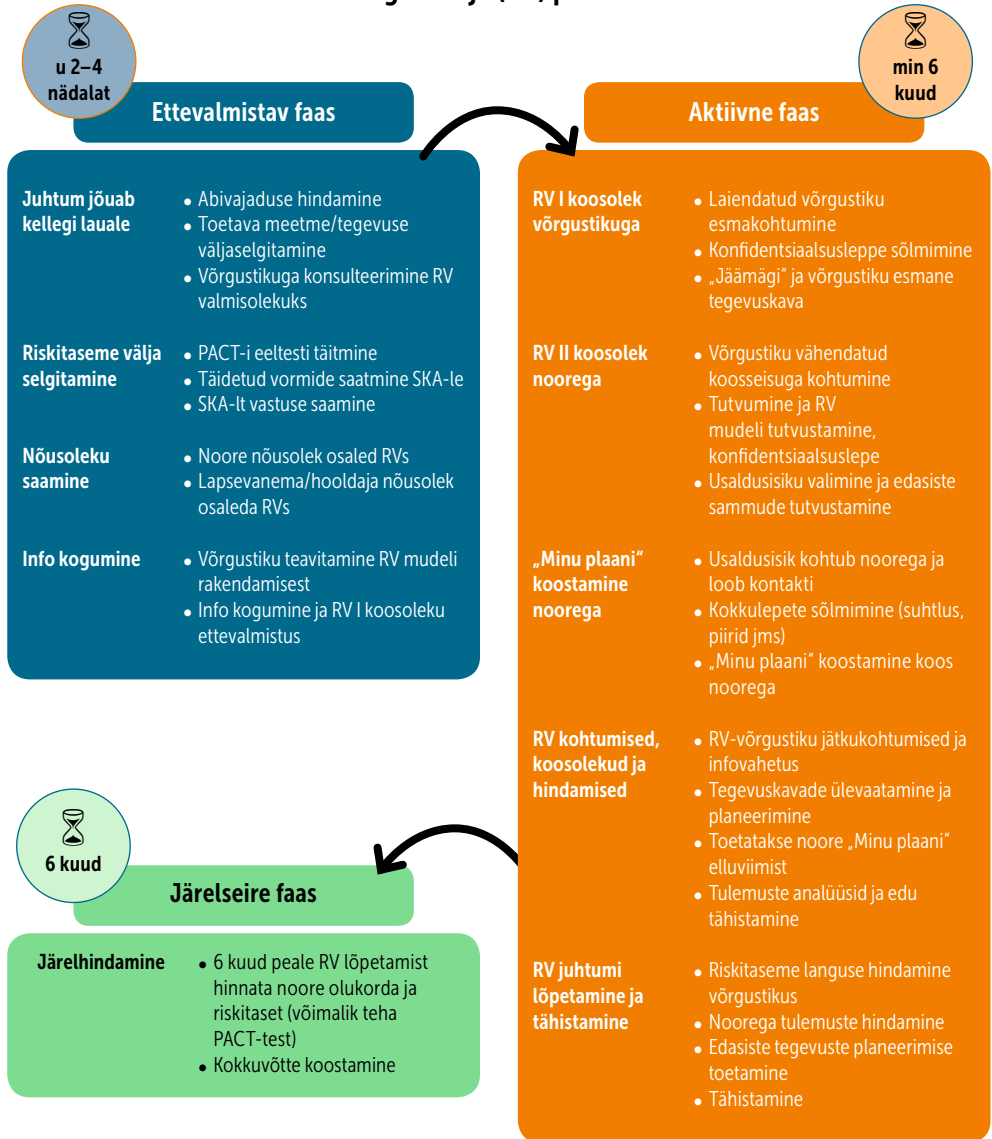 u 2–4
nädalat
Ettevalmistav faas
Juhtum jõuab
kellegi lauale
• Abivajaduse hindamine
• Toetava meetme/tegevuse
väljaselgitamine
• Võrgustikuga konsulteerimine RV
valmisolekuks
Riskitaseme välja
selgitamine
• PACT-i eeltesti täitmine
• Täidetud vormide saatmine SKA-le
• SKA-lt vastuse saamine
Nõusoleku
saamine
• Noore nõusolek osaled RVs
• Lapsevanema/hooldaja nõusolek
osaleda RVs
Info kogumine
• Võrgustiku teavitamine RV mudeli
rakendamisest
• Info kogumine ja RV I koosoleku
ettevalmistus
min 6
kuud
Aktiivne faas
RV I koosolek
võrgustikuga
• Laiendatud võrgustiku
esmakohtumine
• Konfidentsiaalsusleppe sõlmimine
• „Jäämägi“ ja võrgustiku esmane
tegevuskava
RV II koosolek
noorega
• Võrgustiku vähendatud
koosseisuga kohtumine
• Tutvumine ja RV
mudeli tutvustamine,
konfidentsiaalsuslepe
• Usaldusisiku valimine ja edasiste
sammude tutvustamine
„Minu plaani“
koostamine
noorega
• Usaldusisik kohtub noorega ja
loob kontakti
• Kokkulepete sõlmimine (suhtlus,
piirid jms)
• „Minu plaani“ koostamine koos
noorega
RV kohtumised,
koosolekud ja
hindamised
• RV-võrgustiku jätkukohtumised ja
infovahetus
• Tegevuskavade ülevaatamine ja
planeerimine
• Toetatakse noore „Minu plaani“
elluviimist
• Tulemuste analüüsid ja edu
tähistamine
RV juhtumi
lõpetamine ja
tähistamine
• Riskitaseme languse hindamine
võrgustikus
• Noorega tulemuste hindamine
• Edasiste tegevuste planeerimise
toetamine
• Tähistamine
6 kuud
Järelseire faas
Järelhindamine
• 6 kuud peale RV lõpetamist
hinnata noore olukorda ja
riskitaset (võimalik teha
PACT-test)
• Kokkuvõtte koostamine